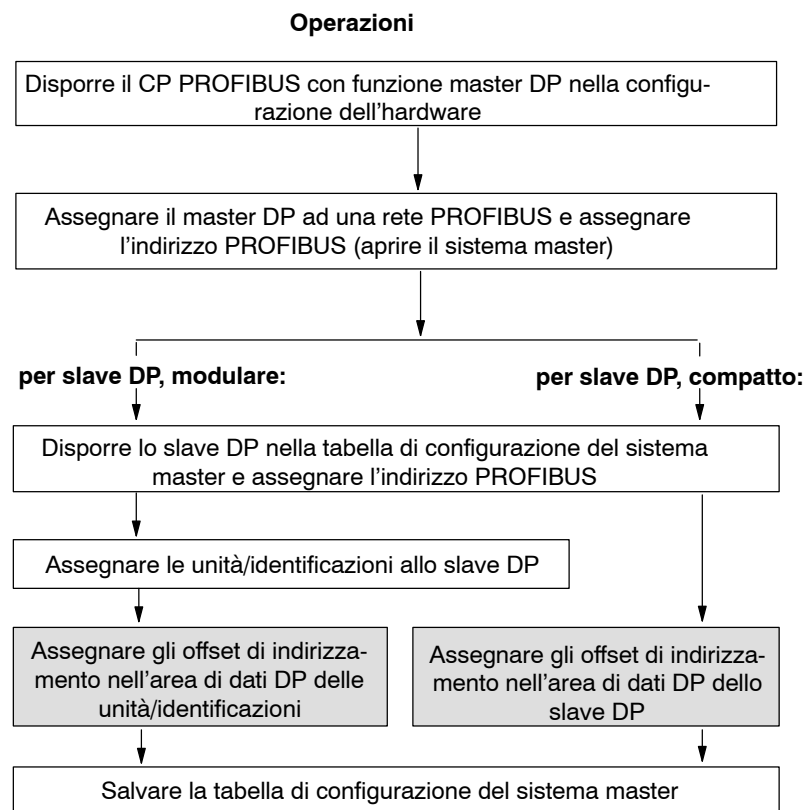 Operazioni
Disporre il CP PROFIBUS con funzione master DP nella configu-
razione dell'hardware
Assegnare il master DP ad una rete PROFIBUS e assegnare
l'indirizzo PROFIBUS (aprire il sistema master)
per slave DP, modulare:
per slave DP, compatto:
Disporre lo slave DP nella tabella di configurazione del sistema
master e assegnare l'indirizzo PROFIBUS
Assegnare le unità/identificazioni allo slave DP
Assegnare gli offset di indirizza-
mento nell'area di dati DP delle
unità/identificazioni
Assegnare gli offset di indirizza-
mento nell'area di dati DP dello
slave DP
Salvare la tabella di configurazione del sistema master